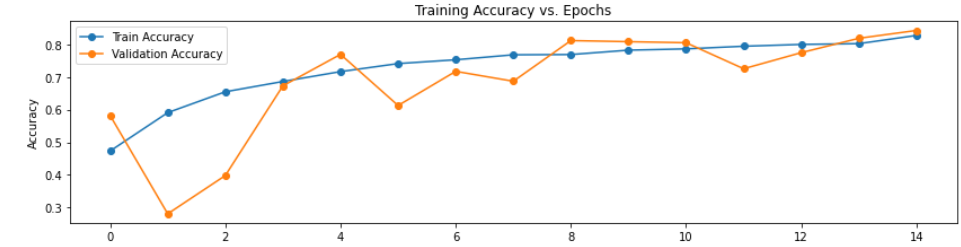 Training Accuracy vs. Epochs
Train Accuracy
Validation Accuracy
Accuracy
0.8
0.7
0.6
0.5
0.4
0.3
0 2 4 6 8 10 12 14